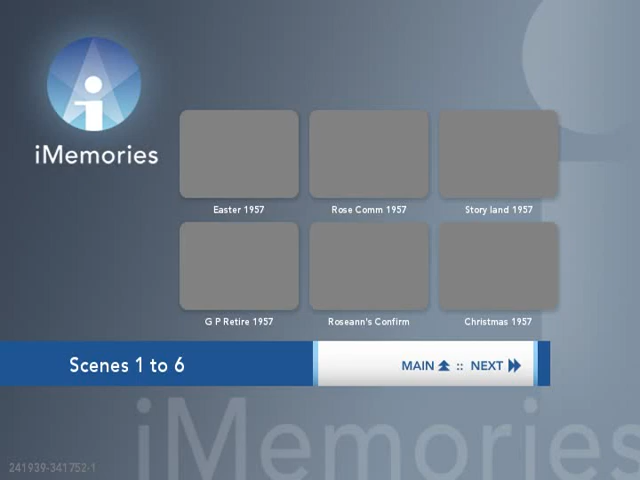 iMemories
Easter 1957
Rose Comm 1957
Story land 1957
G P Retire 1957
Roseann's Confirm
Christmas 1957
Scenes 1 to 6
MAIN :: NEXT
iMemories
241939-341752-1